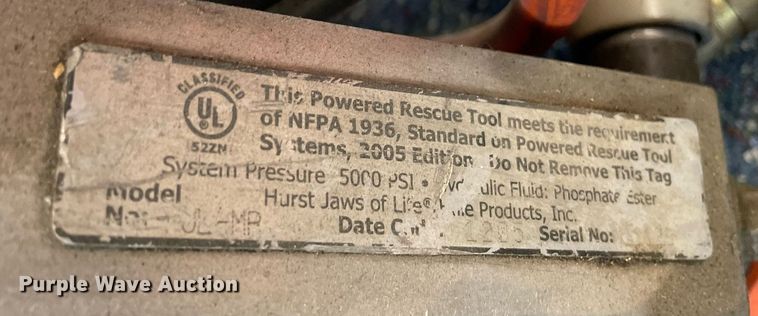 CLASSIFIED
UL
52ZN
This Powered Rescue Tool meets the requirement
of NFPA 1936, Standard on Powered Rescue Tool
Systems, 2005 Edition. Do Not Remove This Tag
System Pressure 5000 PSI • Fluid: Phosphate Ester
Model Hurst Jaws of Life® Products, Inc.
Date Serial No:
Purple Wave Auction